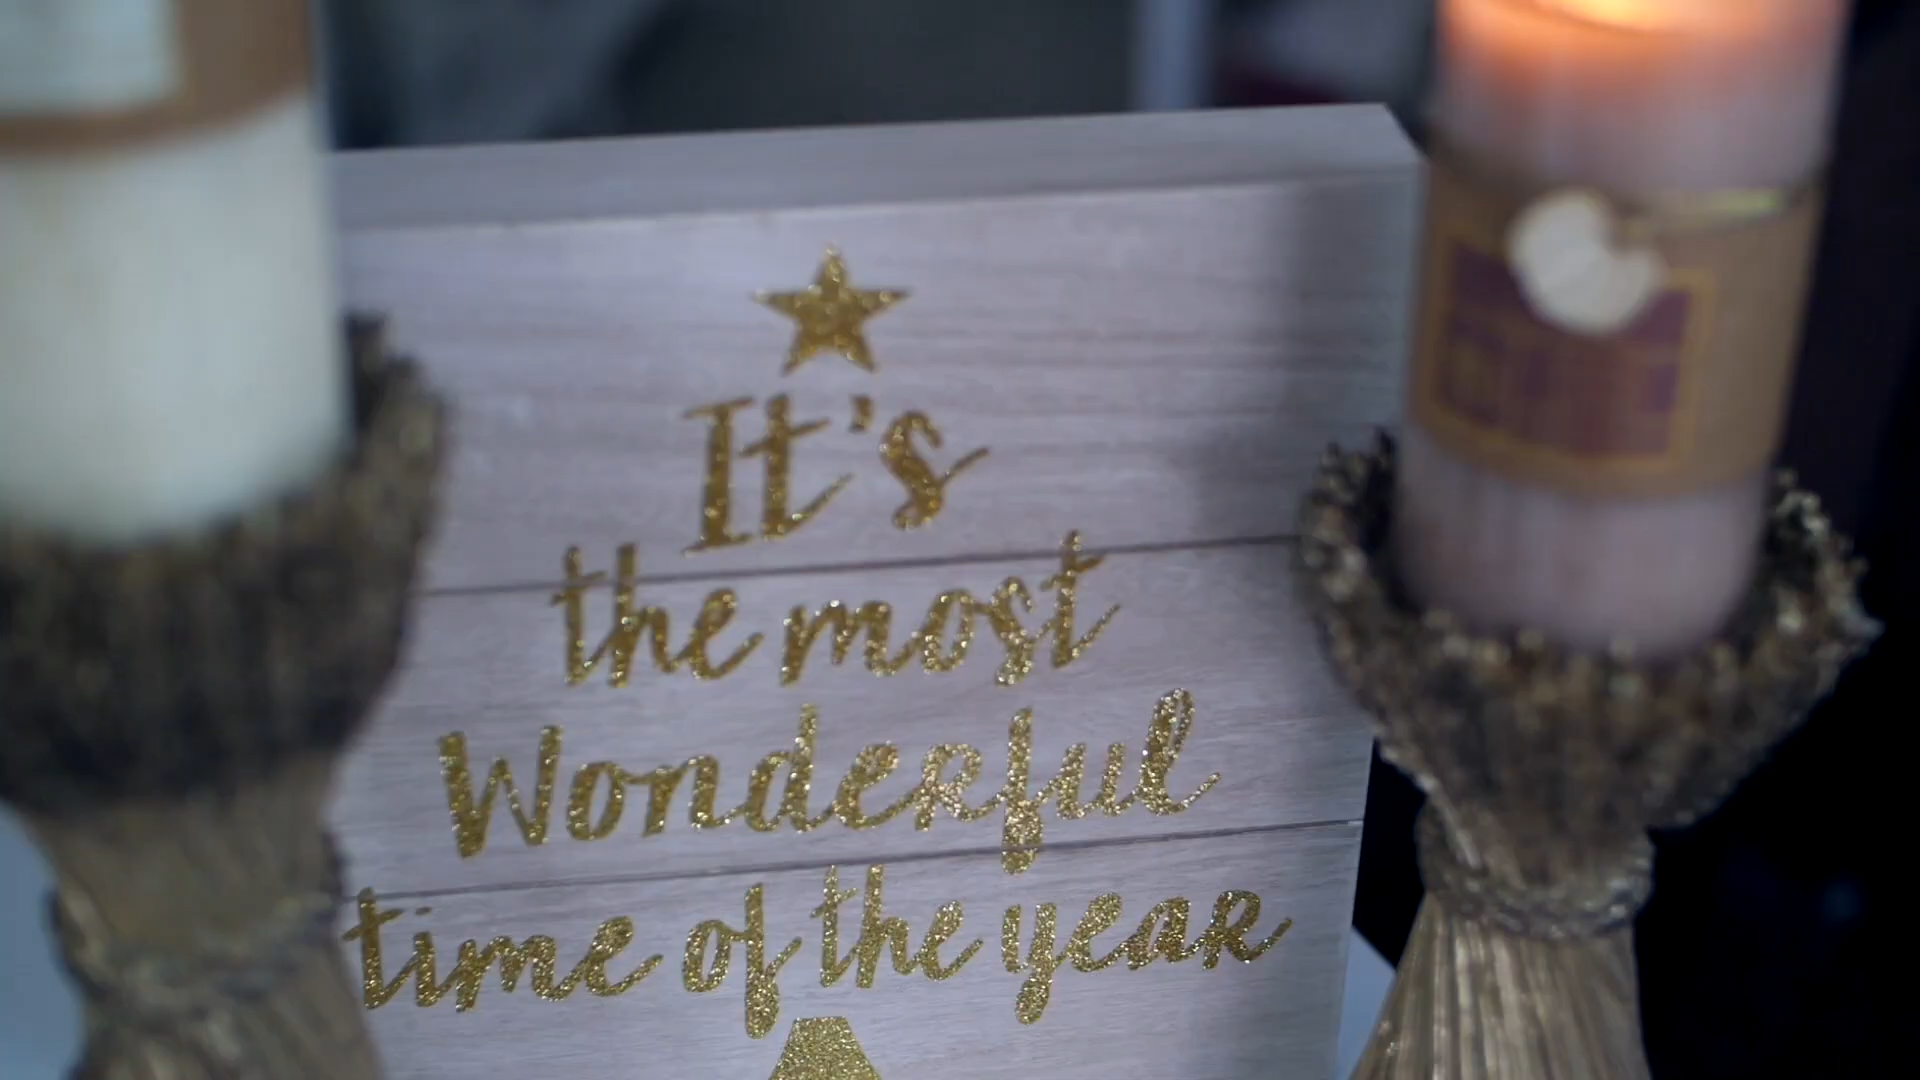 It's
the most
Wonderful
time of the year